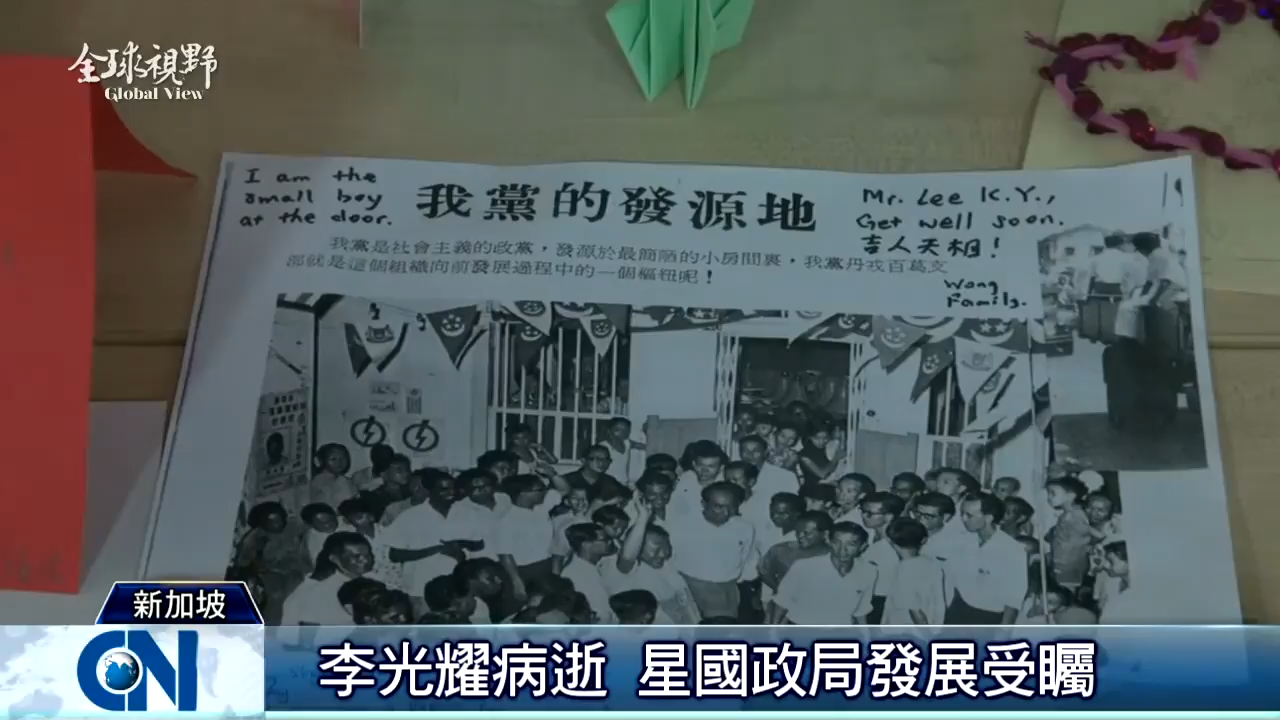 全球視野
Global View
I am the
small boy
at the door.
我黨的發源地
Mr. Lee K.Y.,
Get well soon.
吉人天相!
Wong
Family.
我黨是社會主義的政黨，發源於最簡陋的小房間裏，我黨丹戎百葛支
部就是這個組織向前發展過程中的一個樞紐呢！
新加坡
CN
李光耀病逝 星國政局發展受矚